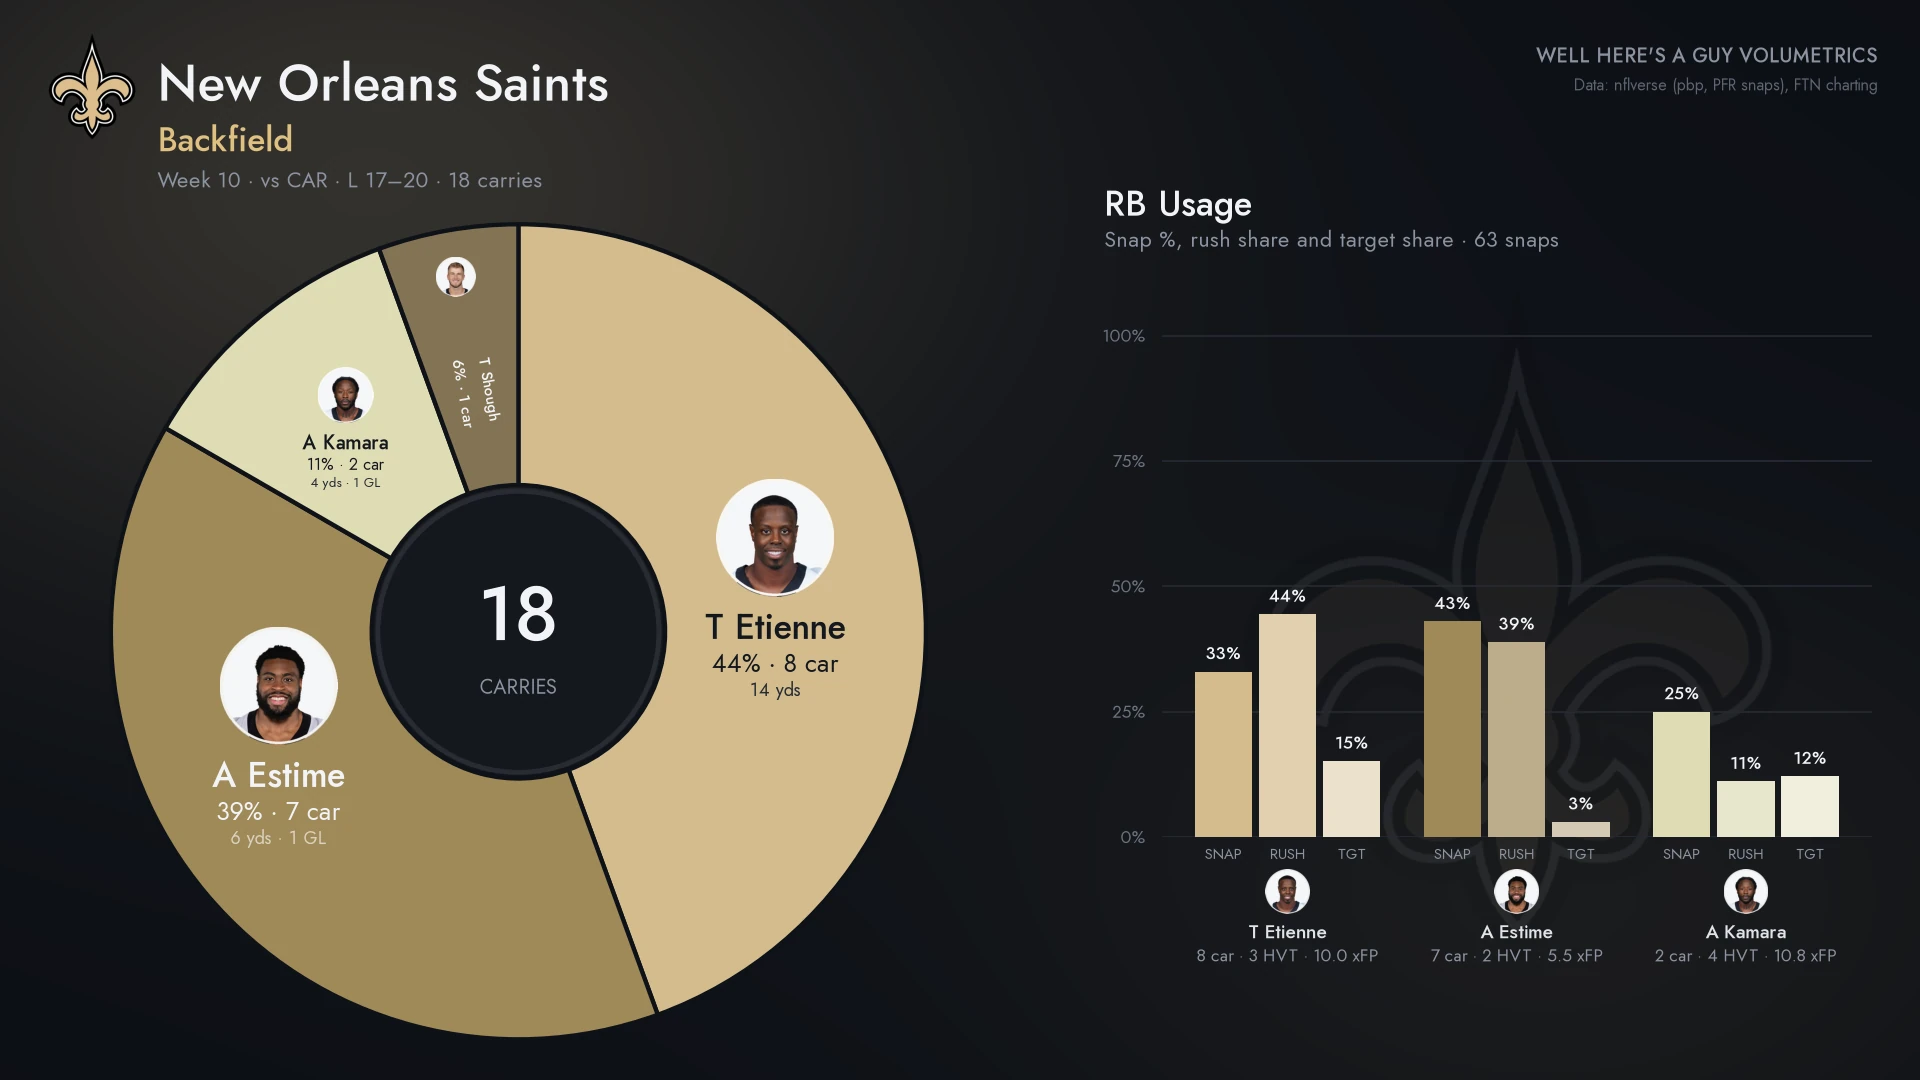 New Orleans Saints
Backfield
Week 10 · vs CAR · L 17–20 · 18 carries
WELL HERE'S A GUY VOLUMETRICS
Data: nflverse (pbp, PFR snaps), FTN charting
T Shough
6% · 1 car
A Kamara
11% · 2 car
4 yds · 1 GL
T Etienne
44% · 8 car
14 yds
18
CARRIES
A Estime
39% · 7 car
6 yds · 1 GL
RB Usage
Snap %, rush share and target share · 63 snaps
100%
75%
50%
25%
0%
33%
44%
15%
43%
39%
3%
25%
11%
12%
SNAP RUSH TGT SNAP RUSH TGT SNAP RUSH TGT
T Etienne
8 car · 3 HVT · 10.0 xFP
A Estime
7 car · 2 HVT · 5.5 xFP
A Kamara
2 car · 4 HVT · 10.8 xFP